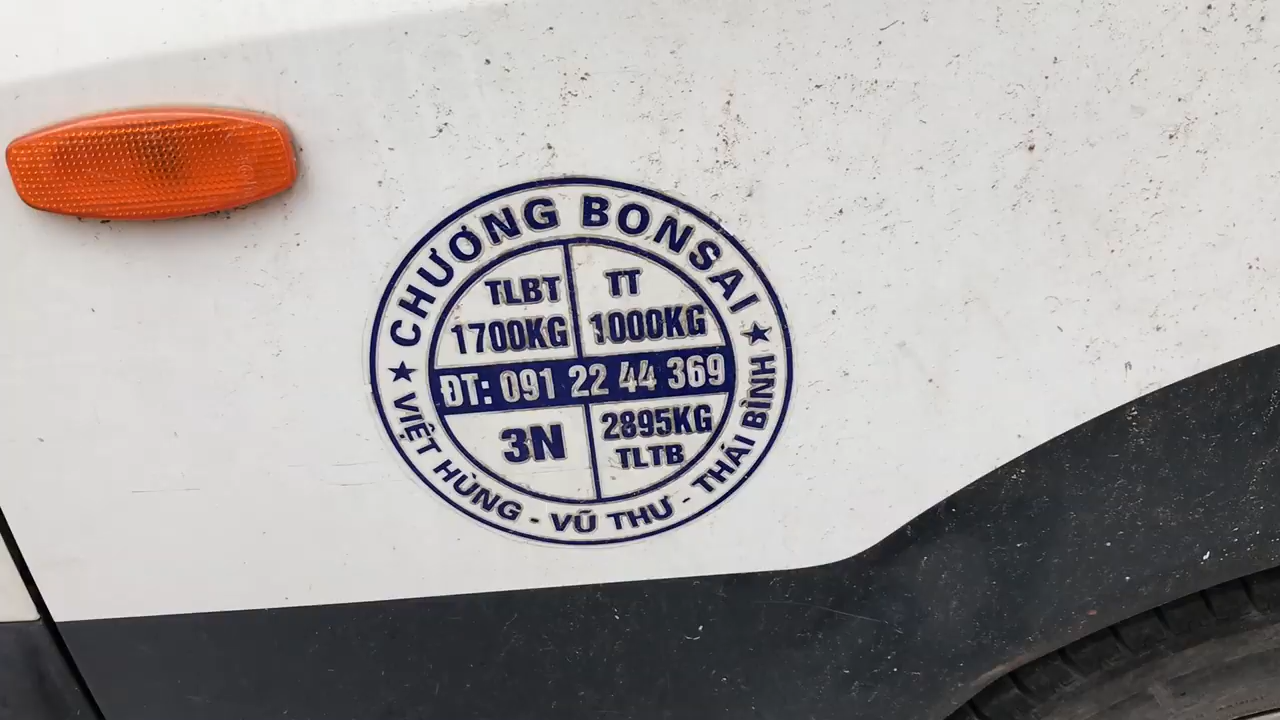 CHƯƠNG BONSAI
TLBT
1700KG
TT
1000KG
ĐT: 091 22 44 369
3N
2895KG
TLTB
★ VIỆT HÙNG - VŨ THƯ - THÁI BÌNH ★